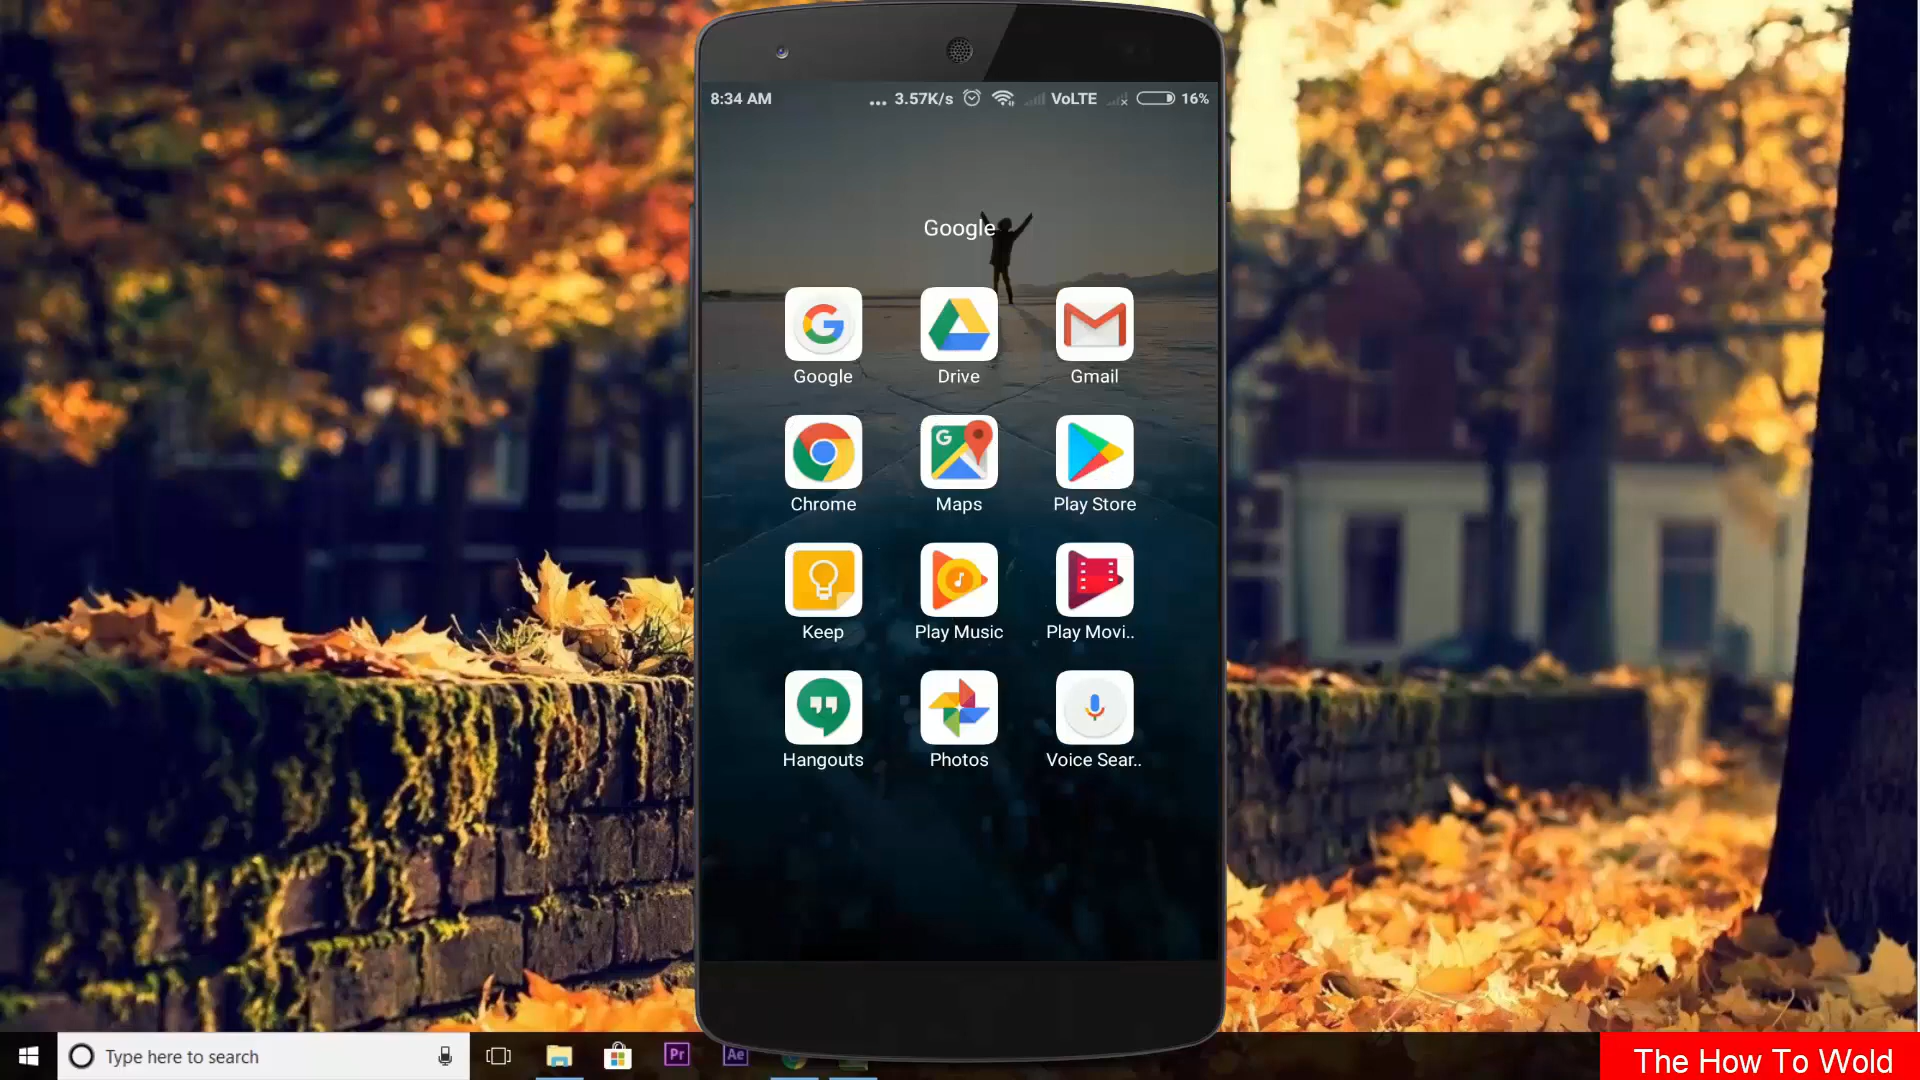 8:34 AM ... 3.57K/s VoLTE 16%
Google
Google Drive Gmail
G
Chrome Maps Play Store
Keep Play Music Play Movi..
Hangouts Photos Voice Sear..
Type here to search Pr Ae
The How To Wold